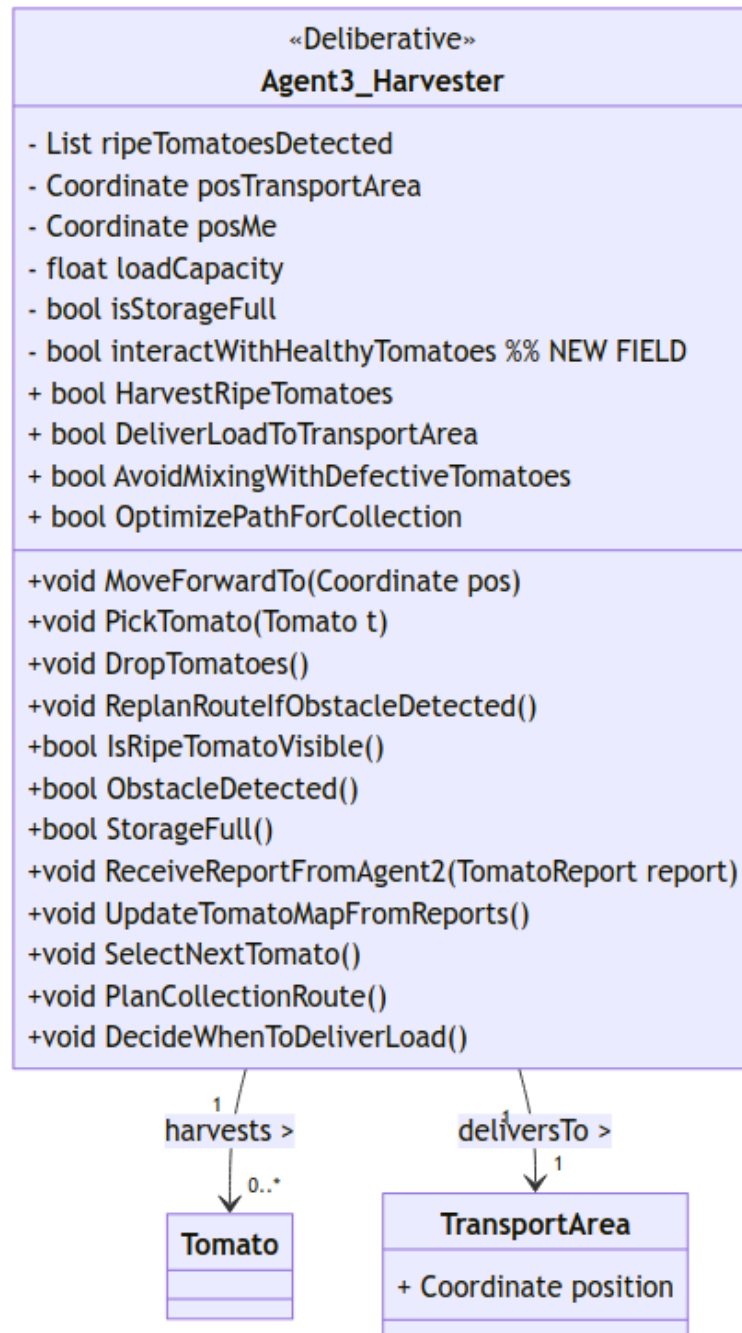 «Deliberative»
Agent3_Harvester
- List ripeTomatoesDetected
- Coordinate posTransportArea
- Coordinate posMe
- float loadCapacity
- bool isStorageFull
- bool interactWithHealthyTomatoes %% NEW FIELD
+ bool HarvestRipeTomatoes
+ bool DeliverLoadToTransportArea
+ bool AvoidMixingWithDefectiveTomatoes
+ bool OptimizePathForCollection
+void MoveForwardTo(Coordinate pos)
+void PickTomato(Tomato t)
+void DropTomatoes()
+void ReplanRouteIfObstacleDetected()
+bool IsRipeTomatoVisible()
+bool ObstacleDetected()
+bool StorageFull()
+void ReceiveReportFromAgent2(TomatoReport report)
+void UpdateTomatoMapFromReports()
+void SelectNextTomato()
+void PlanCollectionRoute()
+void DecideWhenToDeliverLoad()
1
1
harvests >
deliversTo >
0..*
1
Tomato
TransportArea
+ Coordinate position